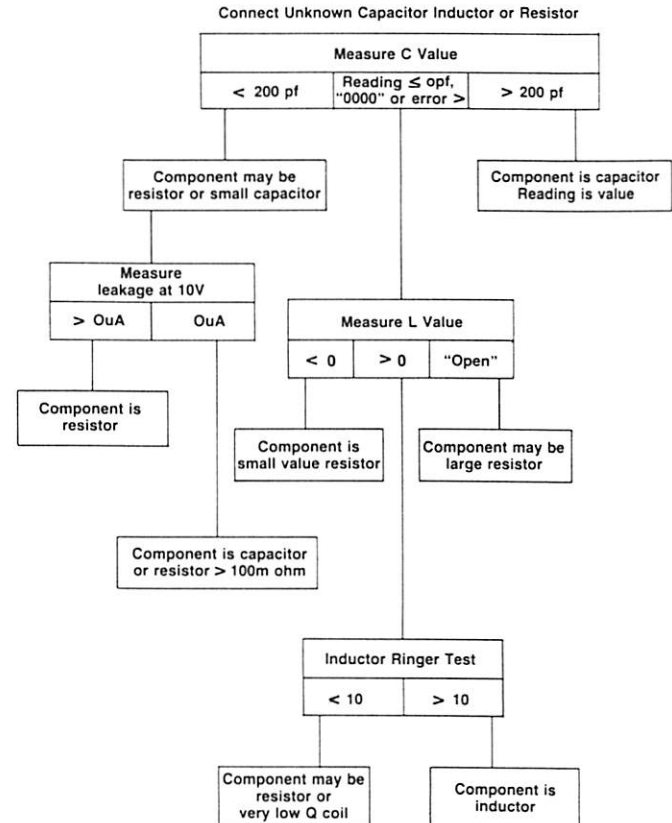 Connect Unknown Capacitor Inductor or Resistor
Measure C Value
< 200 pf
Reading ≤ opf,
"0000" or error >
> 200 pf
Component may be
resistor or small capacitor
Component is capacitor
Reading is value
Measure
leakage at 10V
> OuA
OuA
Measure L Value
< 0
> 0
"Open"
Component is
resistor
Component is
small value resistor
Component may be
large resistor
Component is capacitor
or resistor > 100m ohm
Inductor Ringer Test
< 10
> 10
Component may be
resistor or
very low Q coil
Component is
inductor